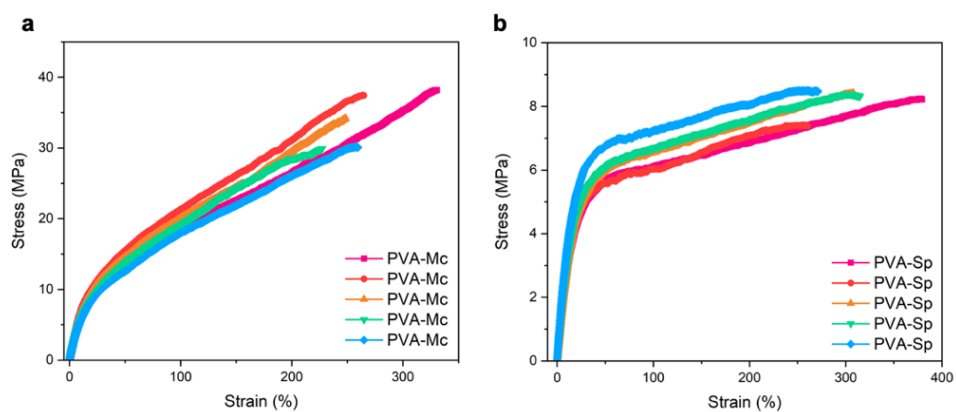 a
40
30
20
10
0
Stress (MPa)
PVA-Mc
PVA-Mc
PVA-Mc
PVA-Mc
PVA-Mc
0 100 200 300
Strain (%)
b
10
8
6
4
2
0
Stress (MPa)
PVA-Sp
PVA-Sp
PVA-Sp
PVA-Sp
PVA-Sp
0 100 200 300 400
Strain (%)